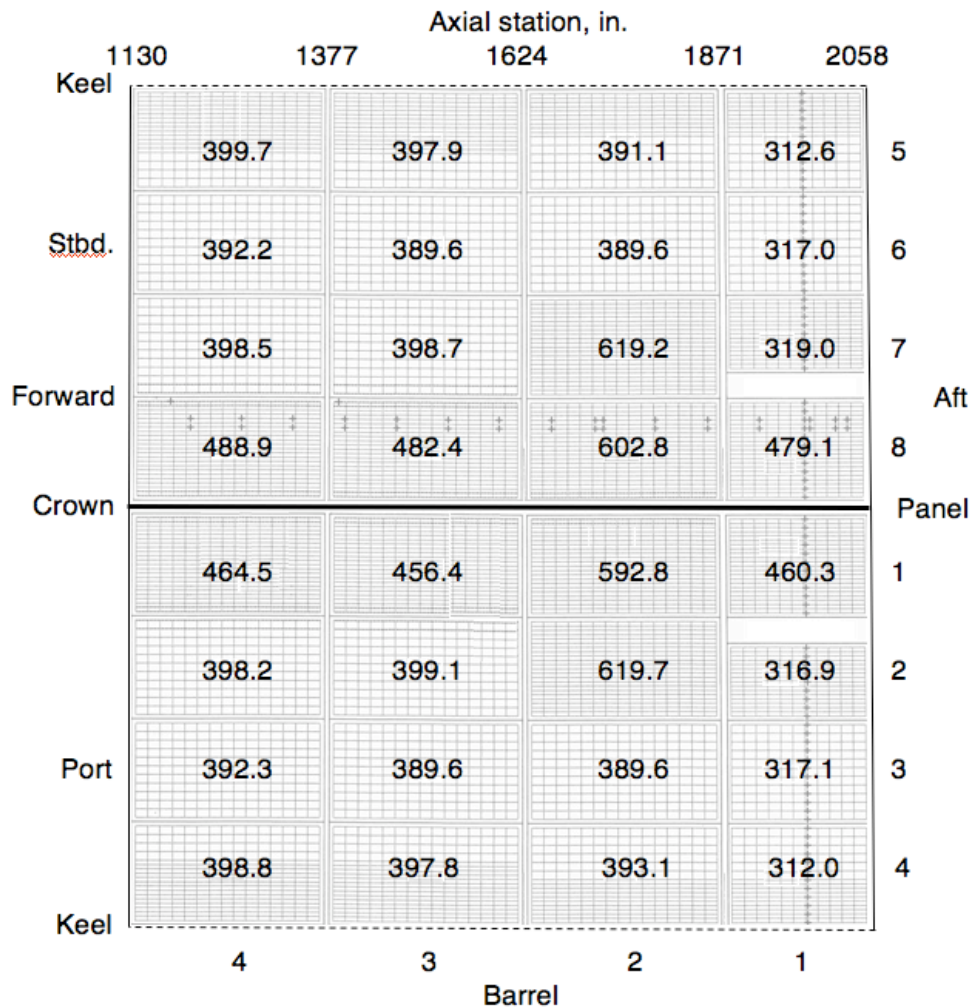 Axial station, in.
1130 1377 1624 1871 2058
Keel
399.7 397.9 391.1 312.6 5
Stbd. 392.2 389.6 389.6 317.0 6
398.5 398.7 619.2 319.0 7
Forward Aft
488.9 482.4 602.8 479.1 8
Crown Panel
464.5 456.4 592.8 460.3 1
398.2 399.1 619.7 316.9 2
Port 392.3 389.6 389.6 317.1 3
398.8 397.8 393.1 312.0 4
Keel
4 3 2 1
Barrel